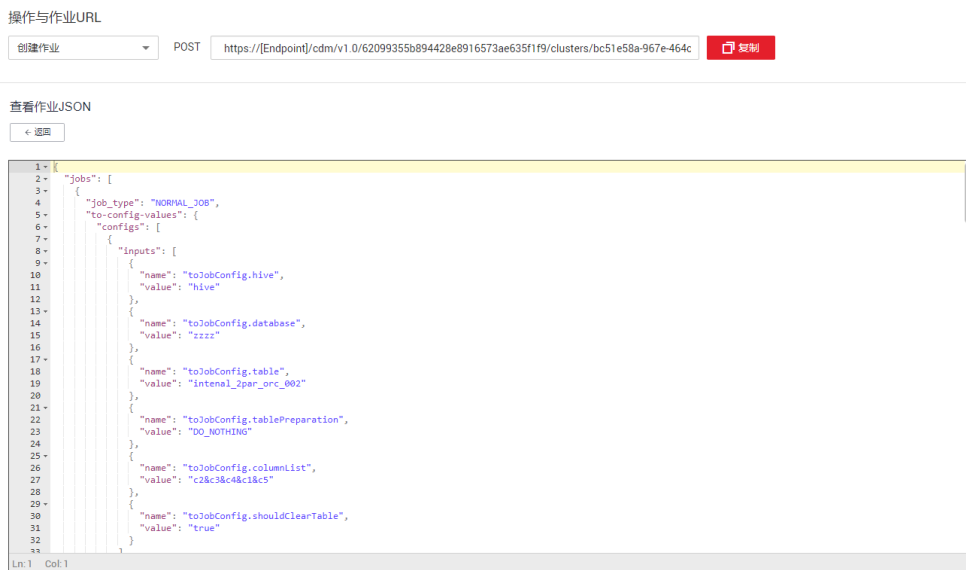 操作与作业URL
创建作业 POST https://[Endpoint]/cdm/v1.0/62099355b894428e8916573ae635f1f9/clusters/bc51e58a-967e-464c 复制
查看作业JSON
← 返回
1 {
2 "jobs": [
3 {
4 "job_type": "NORMAL_JOB",
5 "to-config-values": {
6 "configs": [
7 {
8 "inputs": [
9 {
10 "name": "toJobConfig.hive",
11 "value": "hive"
12 },
13 {
14 "name": "toJobConfig.database",
15 "value": "zzzz"
16 },
17 {
18 "name": "toJobConfig.table",
19 "value": "intenal_2par_orc_002"
20 },
21 {
22 "name": "toJobConfig.tablePreparation",
23 "value": "DO_NOTHING"
24 },
25 {
26 "name": "toJobConfig.columnList",
27 "value": "c2&c3&c4&c1&c5"
28 },
29 {
30 "name": "toJobConfig.shouldClearTable",
31 "value": "true"
32 }
33 ]
Ln: 1 Col: 1